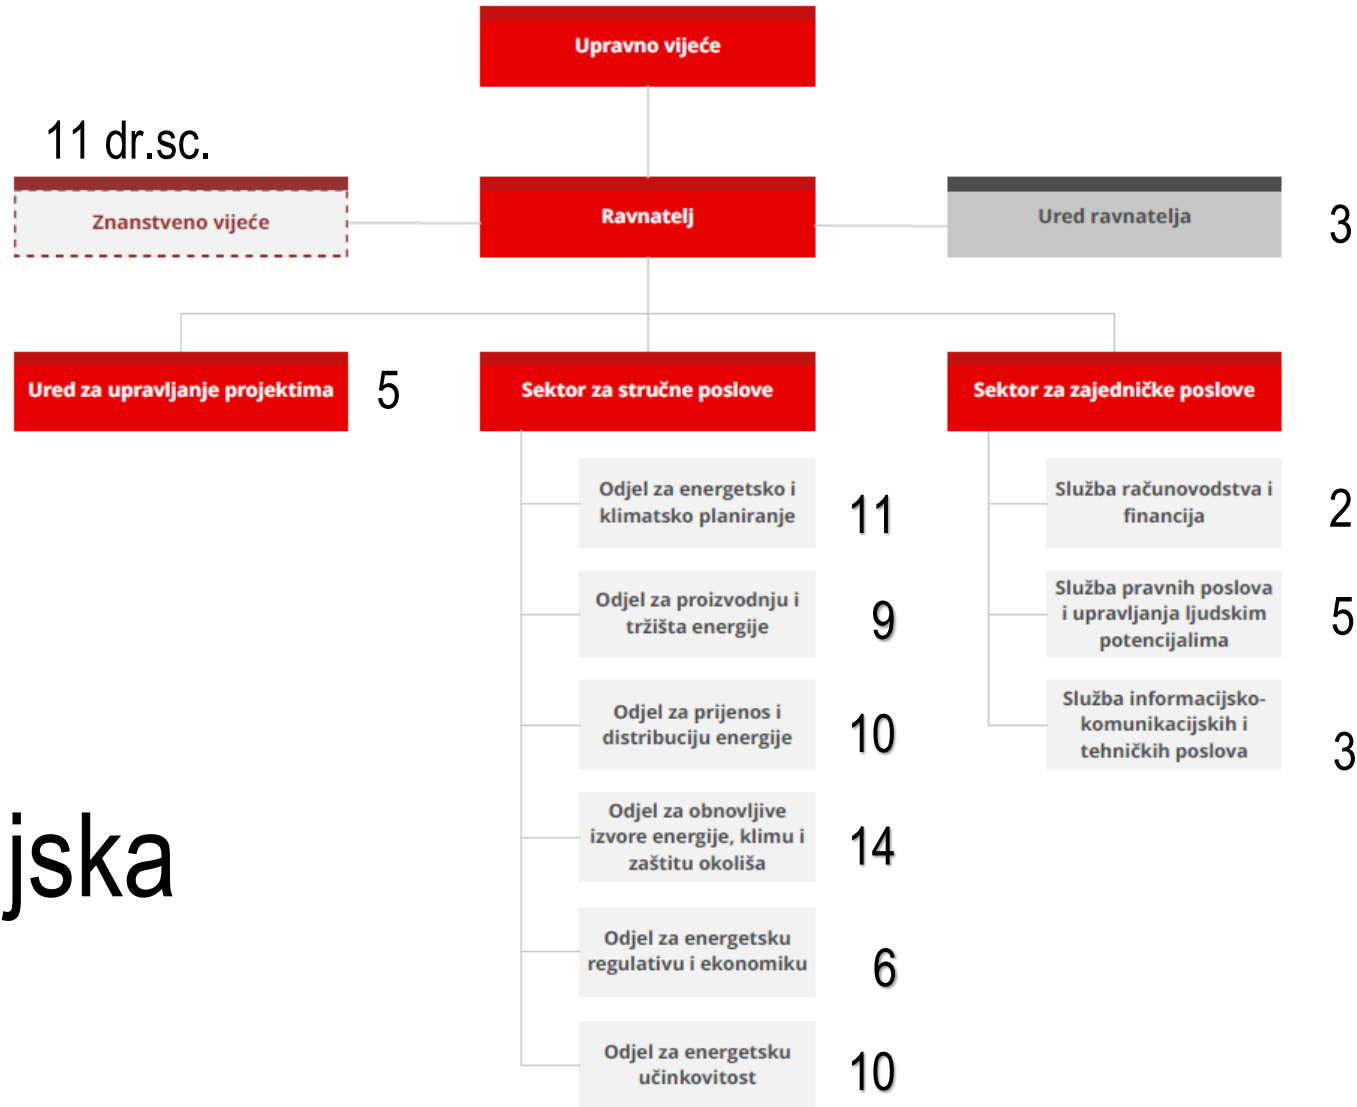 Upravno vijeće
11 dr.sc.
Znanstveno vijeće
Ravnatelj
Ured ravnatelja
3
Ured za upravljanje projektima
5
Sektor za stručne poslove
Sektor za zajedničke poslove
Odjel za energetsko i
klimatsko planiranje
11
Odjel za proizvodnju i
tržišta energije
9
Odjel za prijenos i
distribuciju energije
10
Odjel za obnovljive
izvore energije, klimu i
zaštitu okoliša
14
Odjel za energetsku
regulativu i ekonomiku
6
Odjel za energetsku
učinkovitost
10
Služba računovodstva i
financija
2
Služba pravnih poslova
i upravljanja ljudskim
potencijalima
5
Služba informacijsko-
komunikacijskih i
tehničkih poslova
3
jska